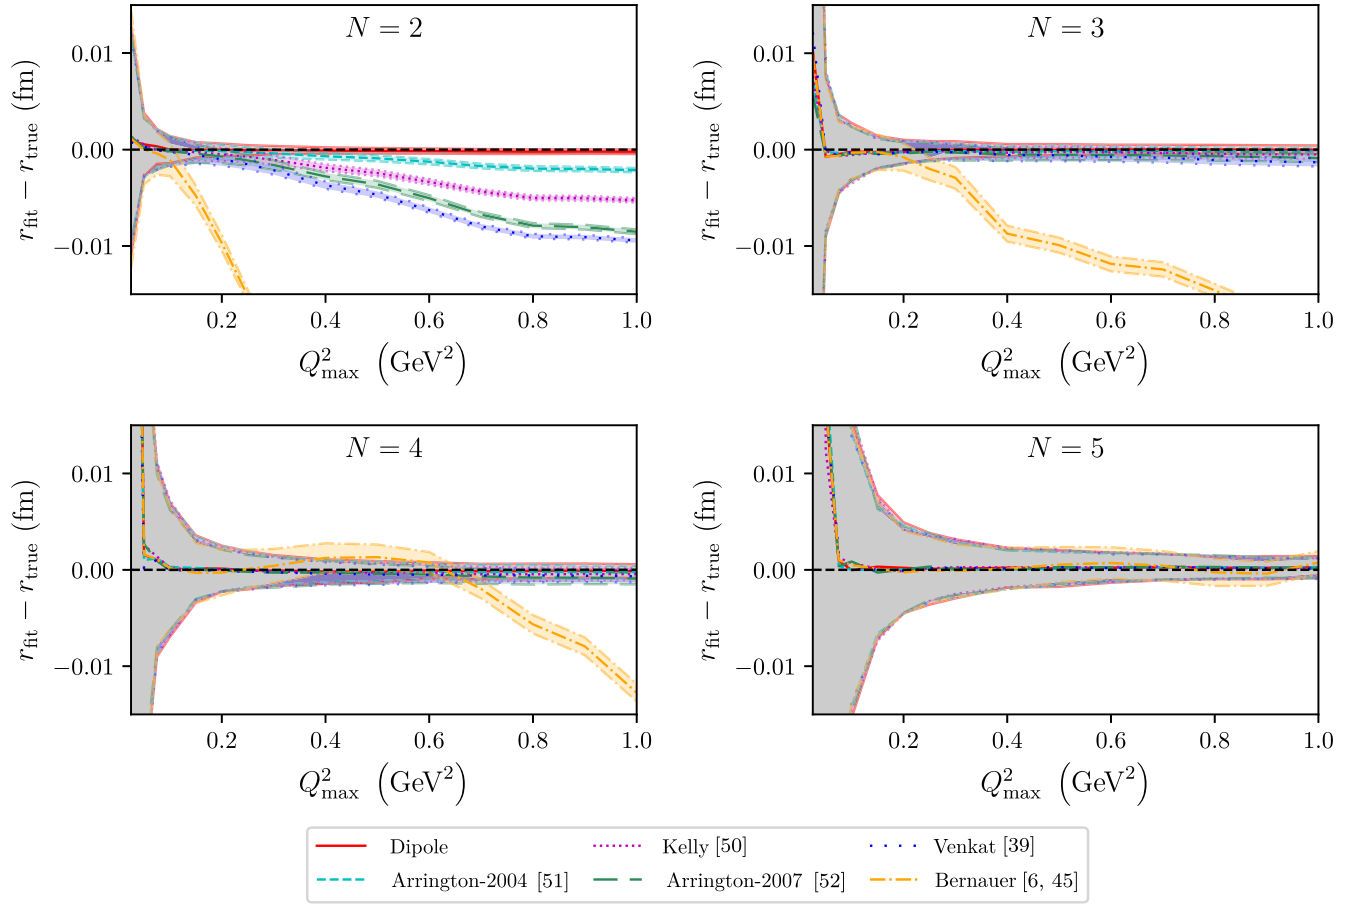 N = 2
0.01
0.00
−0.01
r_fit − r_true (fm)
0.2 0.4 0.6 0.8 1.0
Q²_max (GeV²)
N = 3
0.01
0.00
−0.01
r_fit − r_true (fm)
0.2 0.4 0.6 0.8 1.0
Q²_max (GeV²)
N = 4
0.01
0.00
−0.01
r_fit − r_true (fm)
0.2 0.4 0.6 0.8 1.0
Q²_max (GeV²)
N = 5
0.01
0.00
−0.01
r_fit − r_true (fm)
0.2 0.4 0.6 0.8 1.0
Q²_max (GeV²)
Dipole Kelly [50] Venkat [39]
Arrington-2004 [51] Arrington-2007 [52] Bernauer [6, 45]